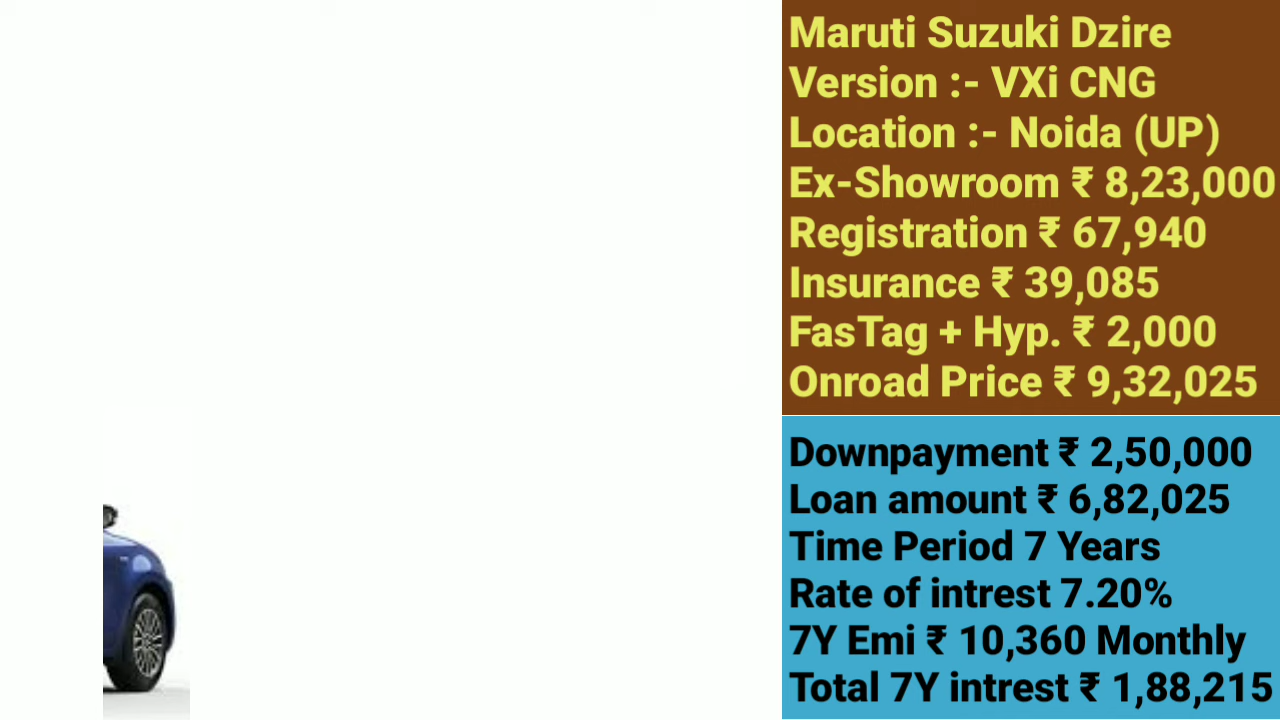 Maruti Suzuki Dzire
Version :- VXi CNG
Location :- Noida (UP)
Ex-Showroom ₹ 8,23,000
Registration ₹ 67,940
Insurance ₹ 39,085
FasTag + Hyp. ₹ 2,000
Onroad Price ₹ 9,32,025
Downpayment ₹ 2,50,000
Loan amount ₹ 6,82,025
Time Period 7 Years
Rate of intrest 7.20%
7Y Emi ₹ 10,360 Monthly
Total 7Y intrest ₹ 1,88,215